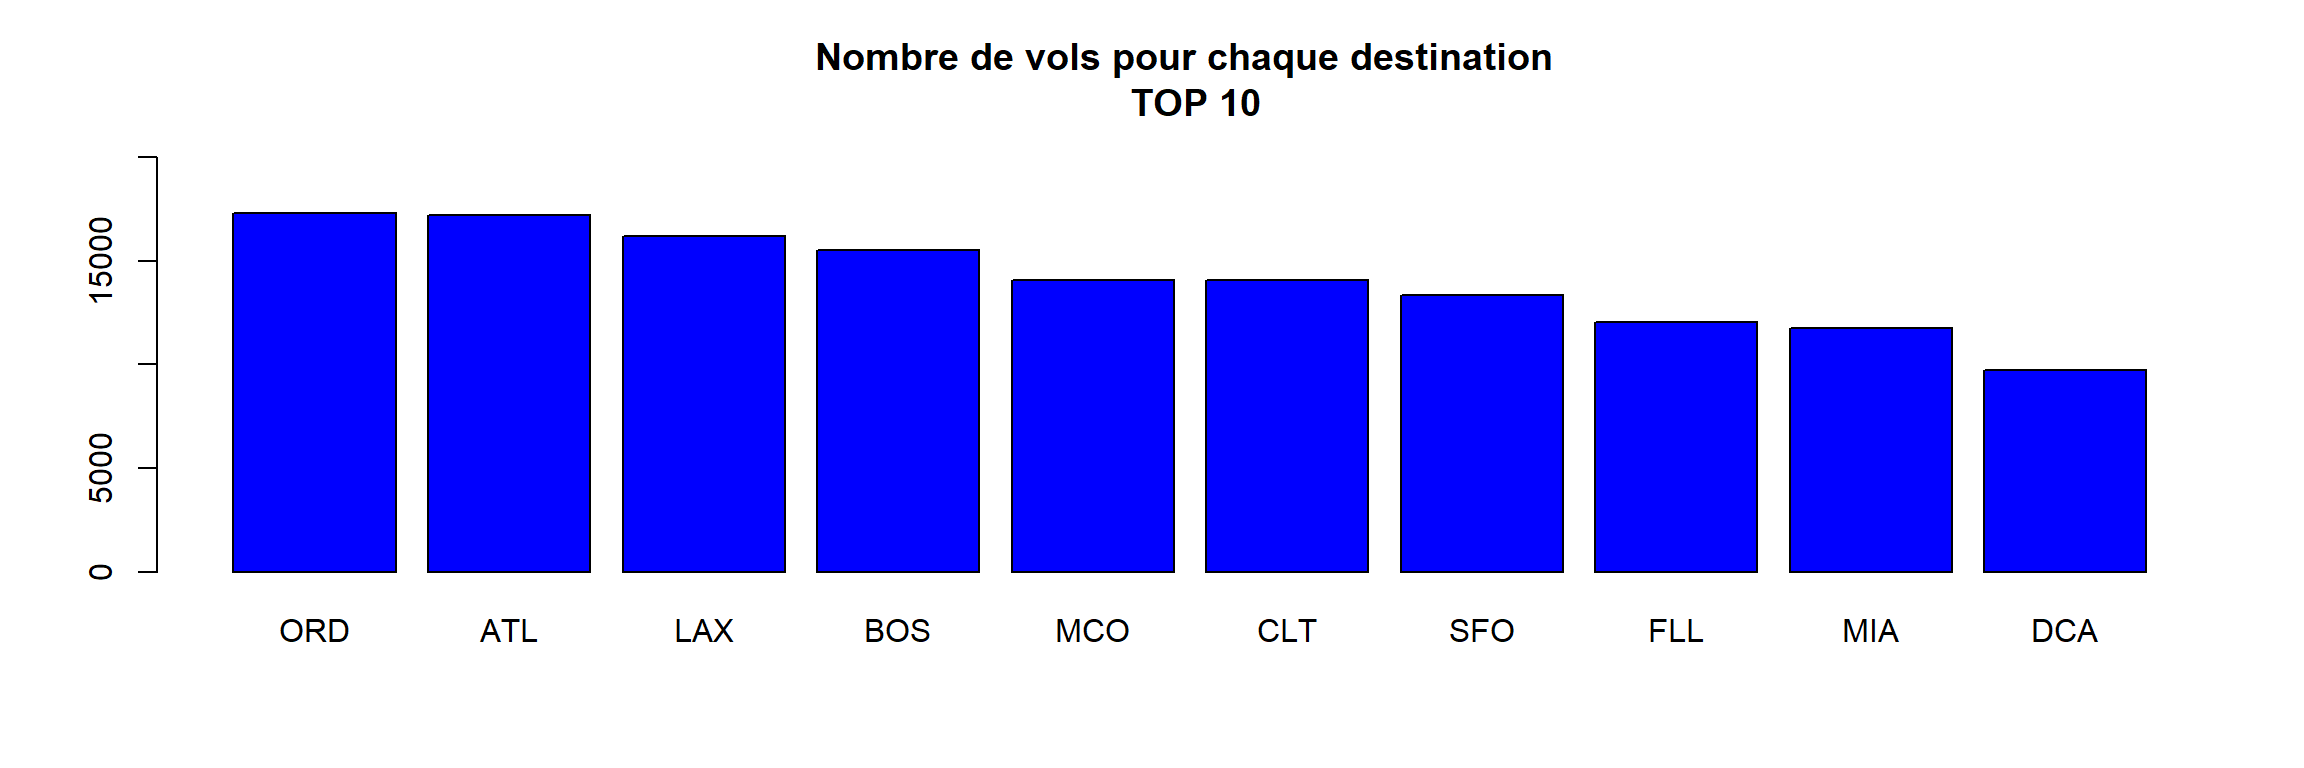 Nombre de vols pour chaque destination
TOP 10
15000
5000
0
ORD ATL LAX BOS MCO CLT SFO FLL MIA DCA